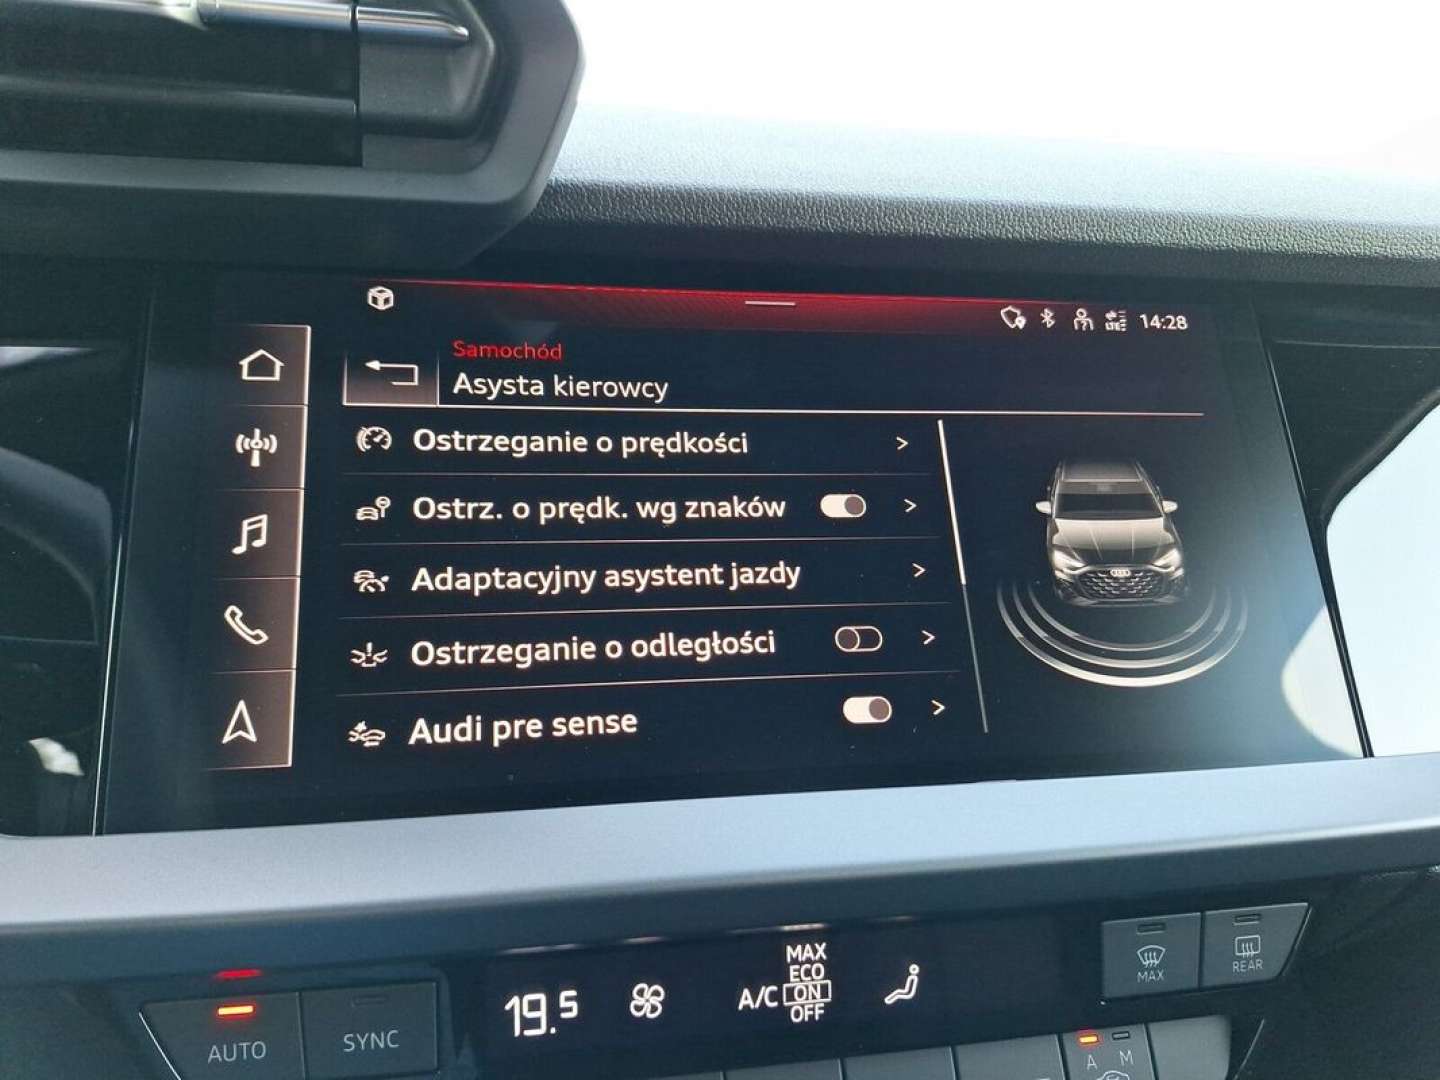 LTE
14:28
Samochód
Asysta kierowcy
Ostrzeganie o prędkości
Ostrz. o prędk. wg znaków
Adaptacyjny asystent jazdy
Ostrzeganie o odległości
Audi pre sense
MAX
ECO
A/C ON
OFF
19.5
AUTO
SYNC
MAX
REAR
A M